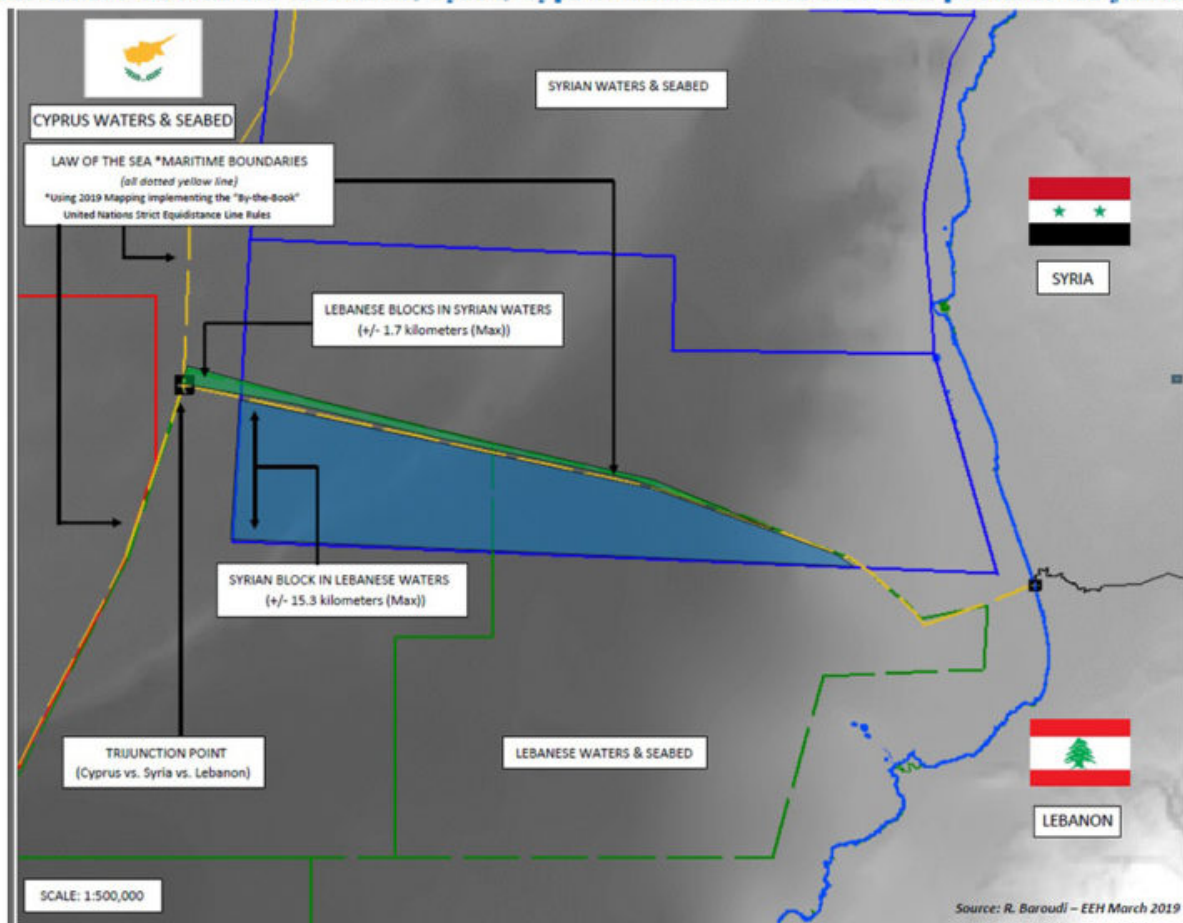 CYPRUS WATERS & SEABED
LAW OF THE SEA *MARITIME BOUNDARIES
(all dotted yellow line)
*Using 2019 Mapping implementing the "By-the-Book"
United Nations Strict Equidistance Line Rules
SYRIAN WATERS & SEABED
SYRIA
LEBANESE BLOCKS IN SYRIAN WATERS
(+/- 1.7 kilometers (Max))
SYRIAN BLOCK IN LEBANESE WATERS
(+/- 15.3 kilometers (Max))
TRIJUNCTION POINT
(Cyprus vs. Syria vs. Lebanon)
LEBANESE WATERS & SEABED
LEBANON
SCALE: 1:500,000
Source: R. Baroudi – EEH March 2019